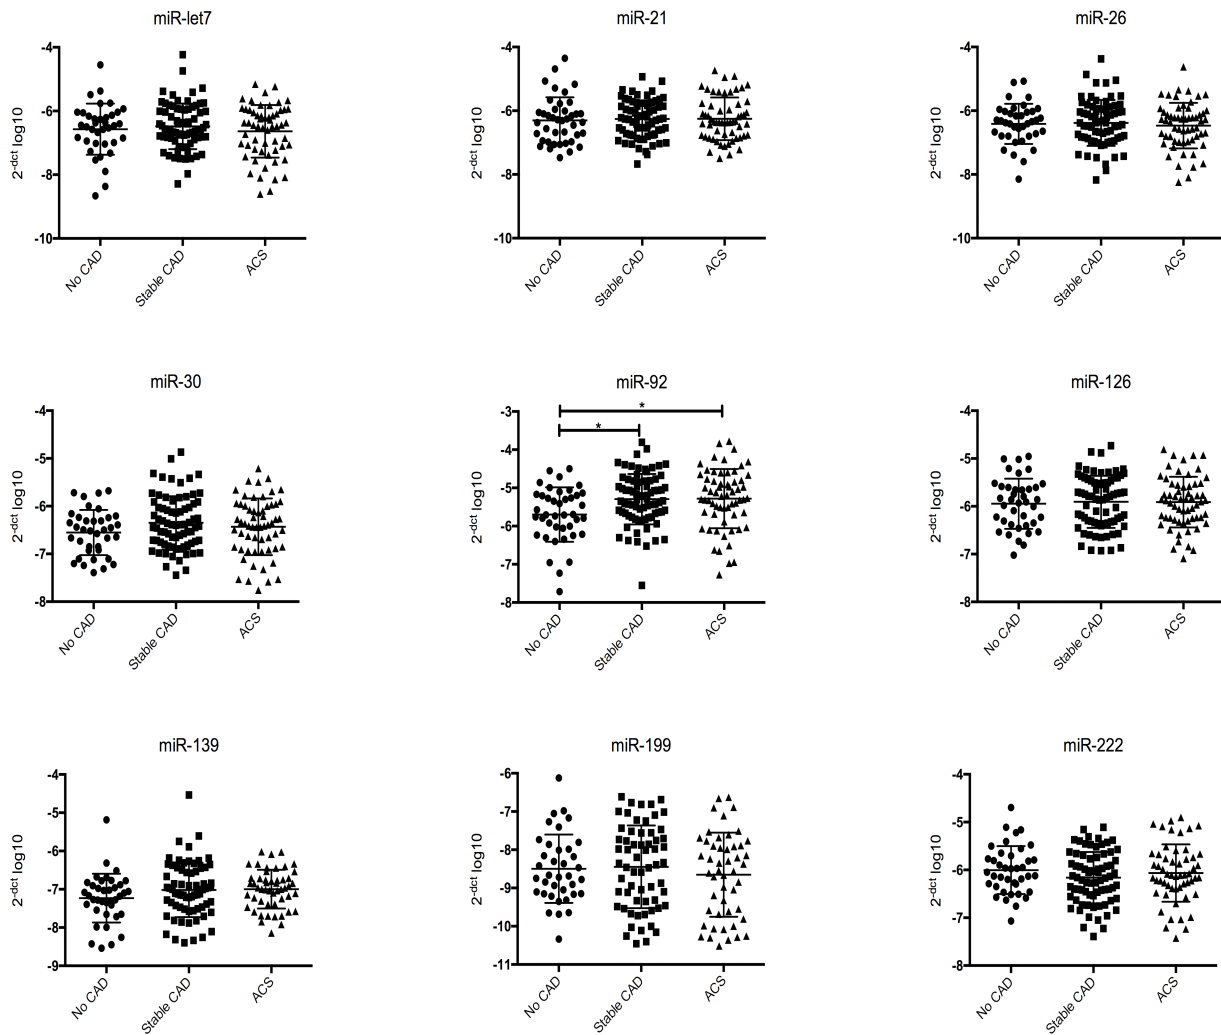 miR-let7
miR-21
miR-26
-4
-6
-8
-10
2-dct log10
No CAD
Stable CAD
ACS
-4
-6
-8
-10
2-dct log10
No CAD
Stable CAD
ACS
-4
-6
-8
-10
2-dct log10
No CAD
Stable CAD
ACS
miR-30
miR-92
miR-126
-4
-5
-6
-7
-8
2-dct log10
No CAD
Stable CAD
ACS
-3
-4
-5
-6
-7
-8
2-dct log10
*
*
No CAD
Stable CAD
ACS
-4
-5
-6
-7
-8
2-dct log10
No CAD
Stable CAD
ACS
miR-139
miR-199
miR-222
-4
-5
-6
-7
-8
-9
2-dct log10
No CAD
Stable CAD
ACS
-6
-7
-8
-9
-10
-11
2-dct log10
No CAD
Stable CAD
ACS
-4
-5
-6
-7
-8
2-dct log10
No CAD
Stable CAD
ACS